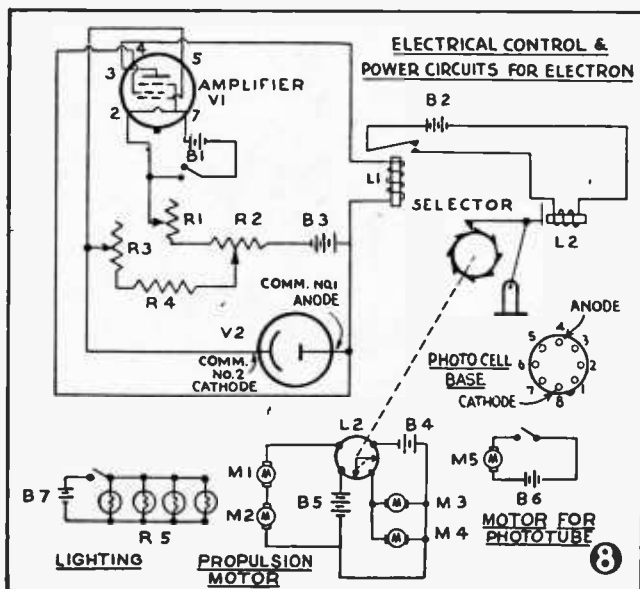 ELECTRICAL CONTROL &
POWER CIRCUITS FOR ELECTRON
4
5
3
AMPLIFIER
V1
2
7
B1
B2
L1
SELECTOR
L2
R1
R2
B3
R3
R4
COMM. NO.1
ANODE
V2
COMM.
NO.2
CATHODE
ANODE
4
5
3
PHOTO CELL
6
2
BASE
7
1
CATHODE
8
L2
B4
M1
M5
B7
B5
M3
B6
M2
R5
M4
MOTOR FOR
PHOTOTUBE
LIGHTING
PROPULSION
MOTOR
8